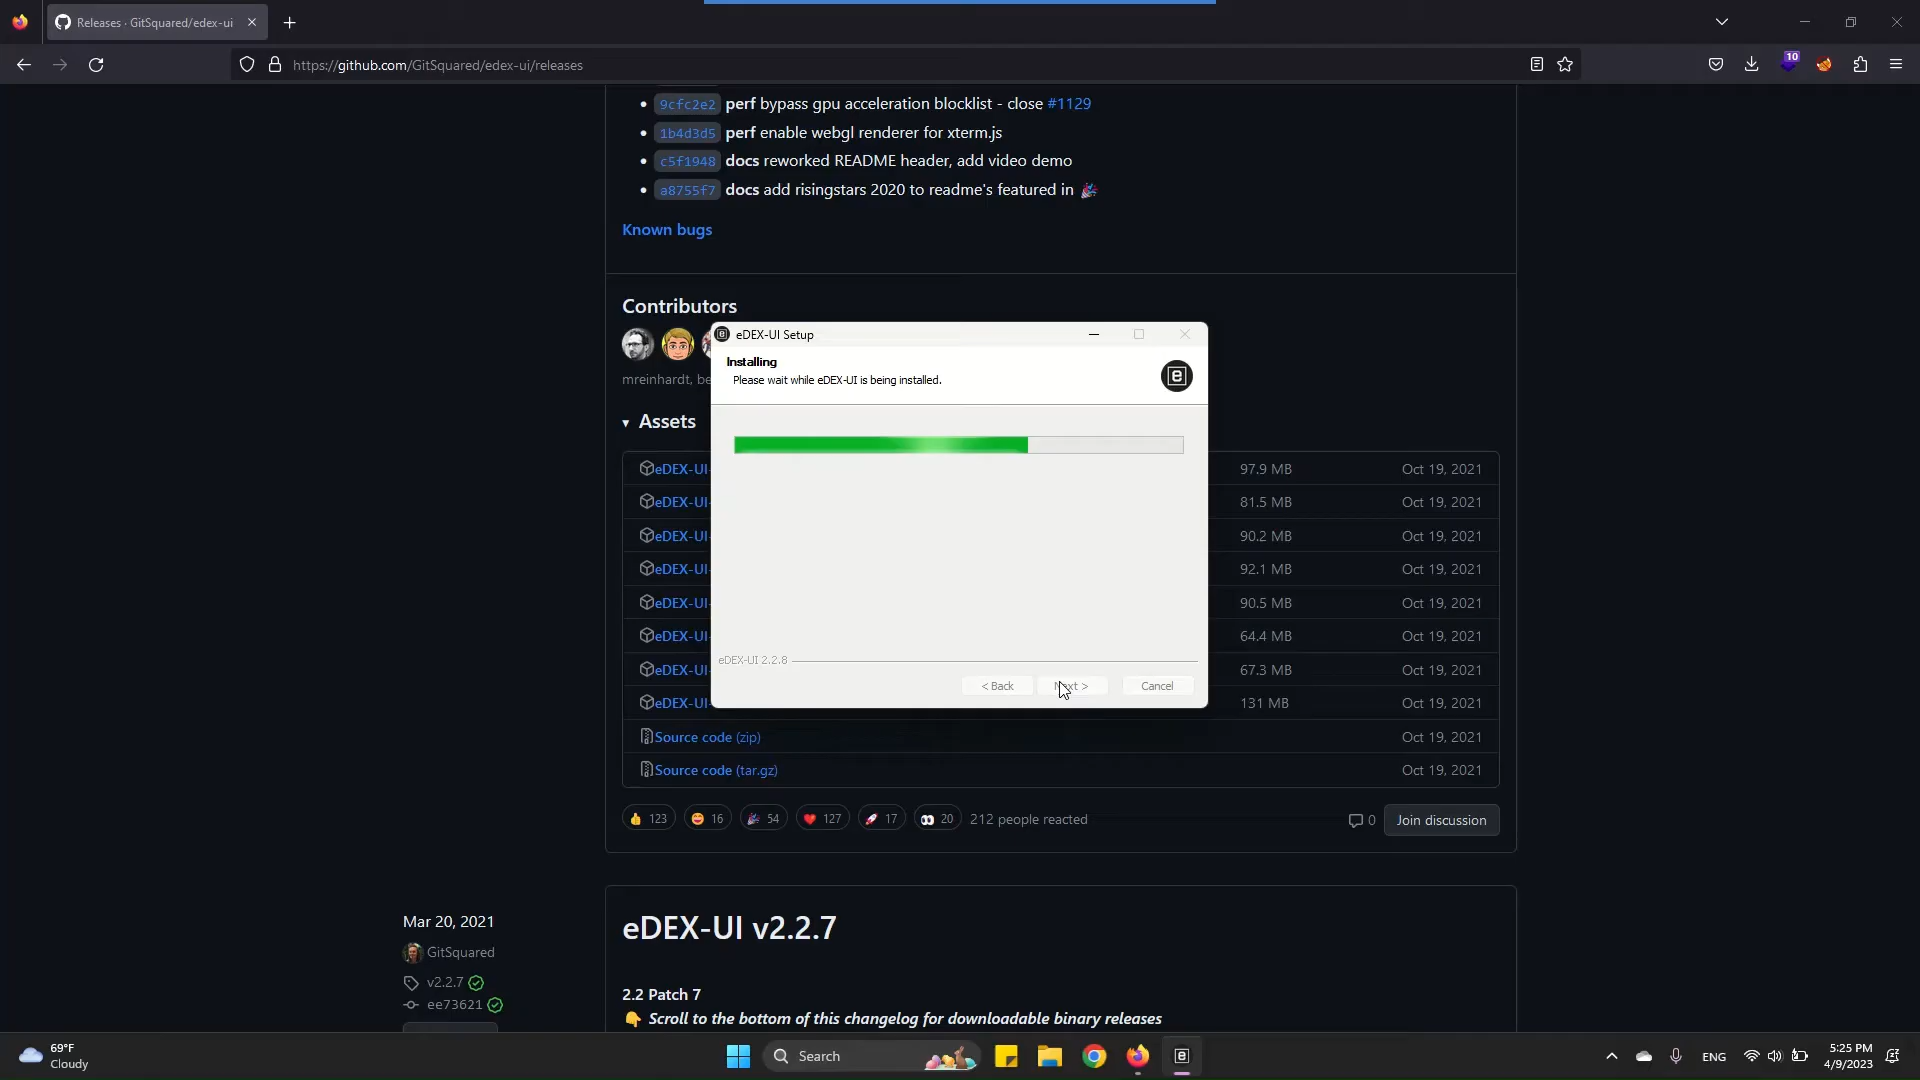 Releases · GitSquared/edex-ui
https://github.com/GitSquared/edex-ui/releases
10
9cfc2e2 perf bypass gpu acceleration blocklist - close #1129
1b4d3d5 perf enable webgl renderer for xterm.js
c5f1948 docs reworked README header, add video demo
a8755f7 docs add risingstars 2020 to readme's featured in 🎉
Known bugs
Contributors
mreinhardt, be
▾ Assets
eDEX-UI Setup
Installing
Please wait while eDEX-UI is being installed.
eDEX-UI 2.2.8
< Back
Next >
Cancel
eDEX-UI- 97.9 MB Oct 19, 2021
eDEX-UI- 81.5 MB Oct 19, 2021
eDEX-UI- 90.2 MB Oct 19, 2021
eDEX-UI- 92.1 MB Oct 19, 2021
eDEX-UI- 90.5 MB Oct 19, 2021
eDEX-UI- 64.4 MB Oct 19, 2021
eDEX-UI- 67.3 MB Oct 19, 2021
eDEX-UI- 131 MB Oct 19, 2021
Source code (zip) Oct 19, 2021
Source code (tar.gz) Oct 19, 2021
👍 123 😄 16 🎉 54 ❤️ 127 🚀 17 👀 20 212 people reacted 0 Join discussion
Mar 20, 2021
GitSquared
v2.2.7
ee73621
eDEX-UI v2.2.7
2.2 Patch 7
👇 Scroll to the bottom of this changelog for downloadable binary releases
69°F
Cloudy
Search
ENG
5:25 PM
4/9/2023